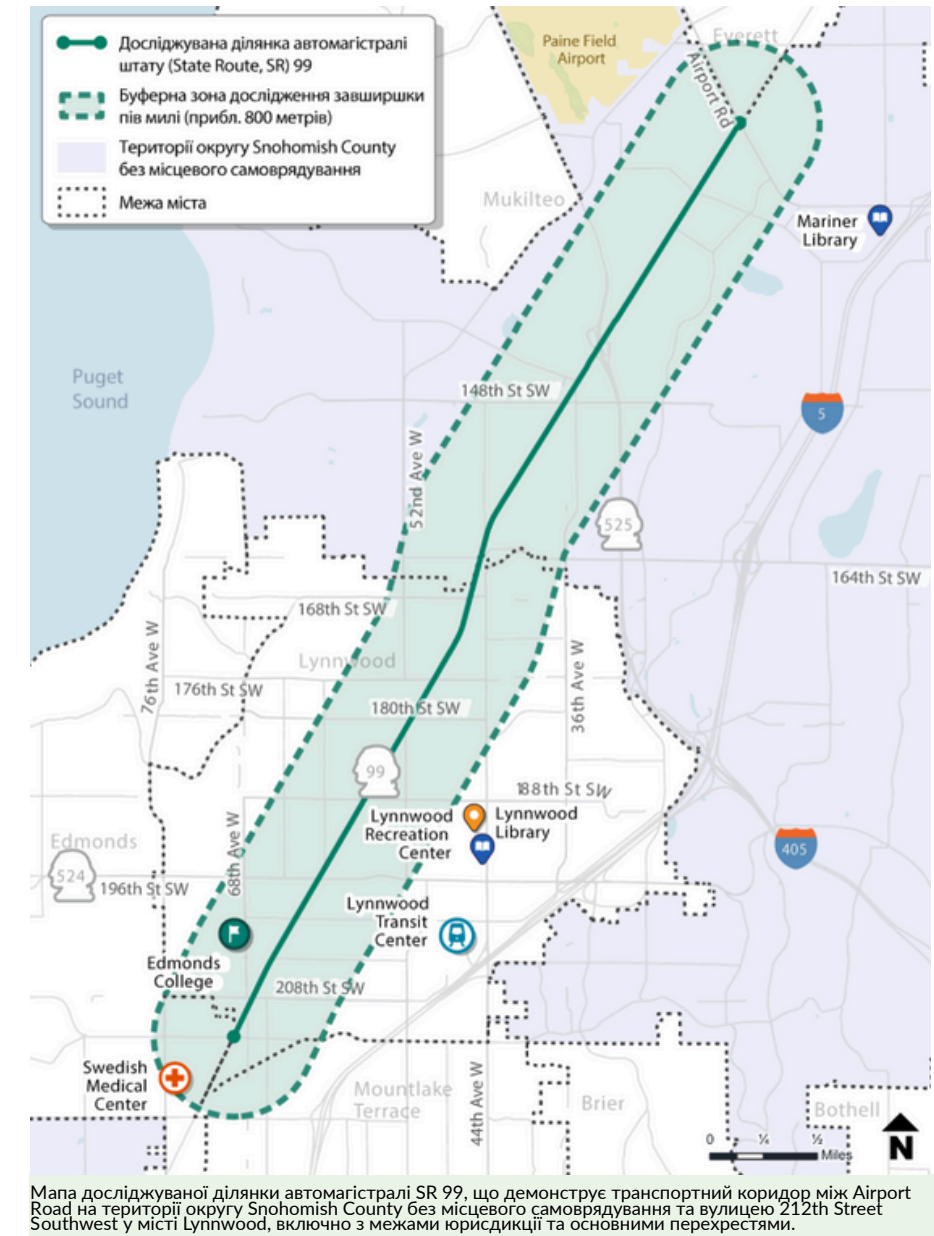 Досліджувана ділянка автомагістралі
штату (State Route, SR) 99
Буферна зона дослідження завширшки
пів милі (прибл. 800 метрів)
Території округу Snohomish County
без місцевого самоврядування
Межа міста
Paine Field
Airport
Everett
Airport Rd
Mukilteo
Mariner
Library
Puget
Sound
148th St SW
5
52nd Ave W
525
164th St SW
168th St SW
76th Ave W
Lynnwood
176th St SW
36th Ave W
180th St SW
99
188th St SW
Lynnwood
Recreation
Center
Lynnwood
Library
Edmonds
68th Ave W
405
524
196th St SW
Lynnwood
Transit
Center
Edmonds
College
208th St SW
Swedish
Medical
Center
44th Ave W
Mountlake
Terrace
Brier
Bothell
0 ¼ ½
Miles
N
Мапа досліджуваної ділянки автомагістралі SR 99, що демонструє транспортний коридор між Airport
Road на території округу Snohomish County без місцевого самоврядування та вулицею 212th Street
Southwest у місті Lynnwood, включно з межами юрисдикції та основними перехрестями.